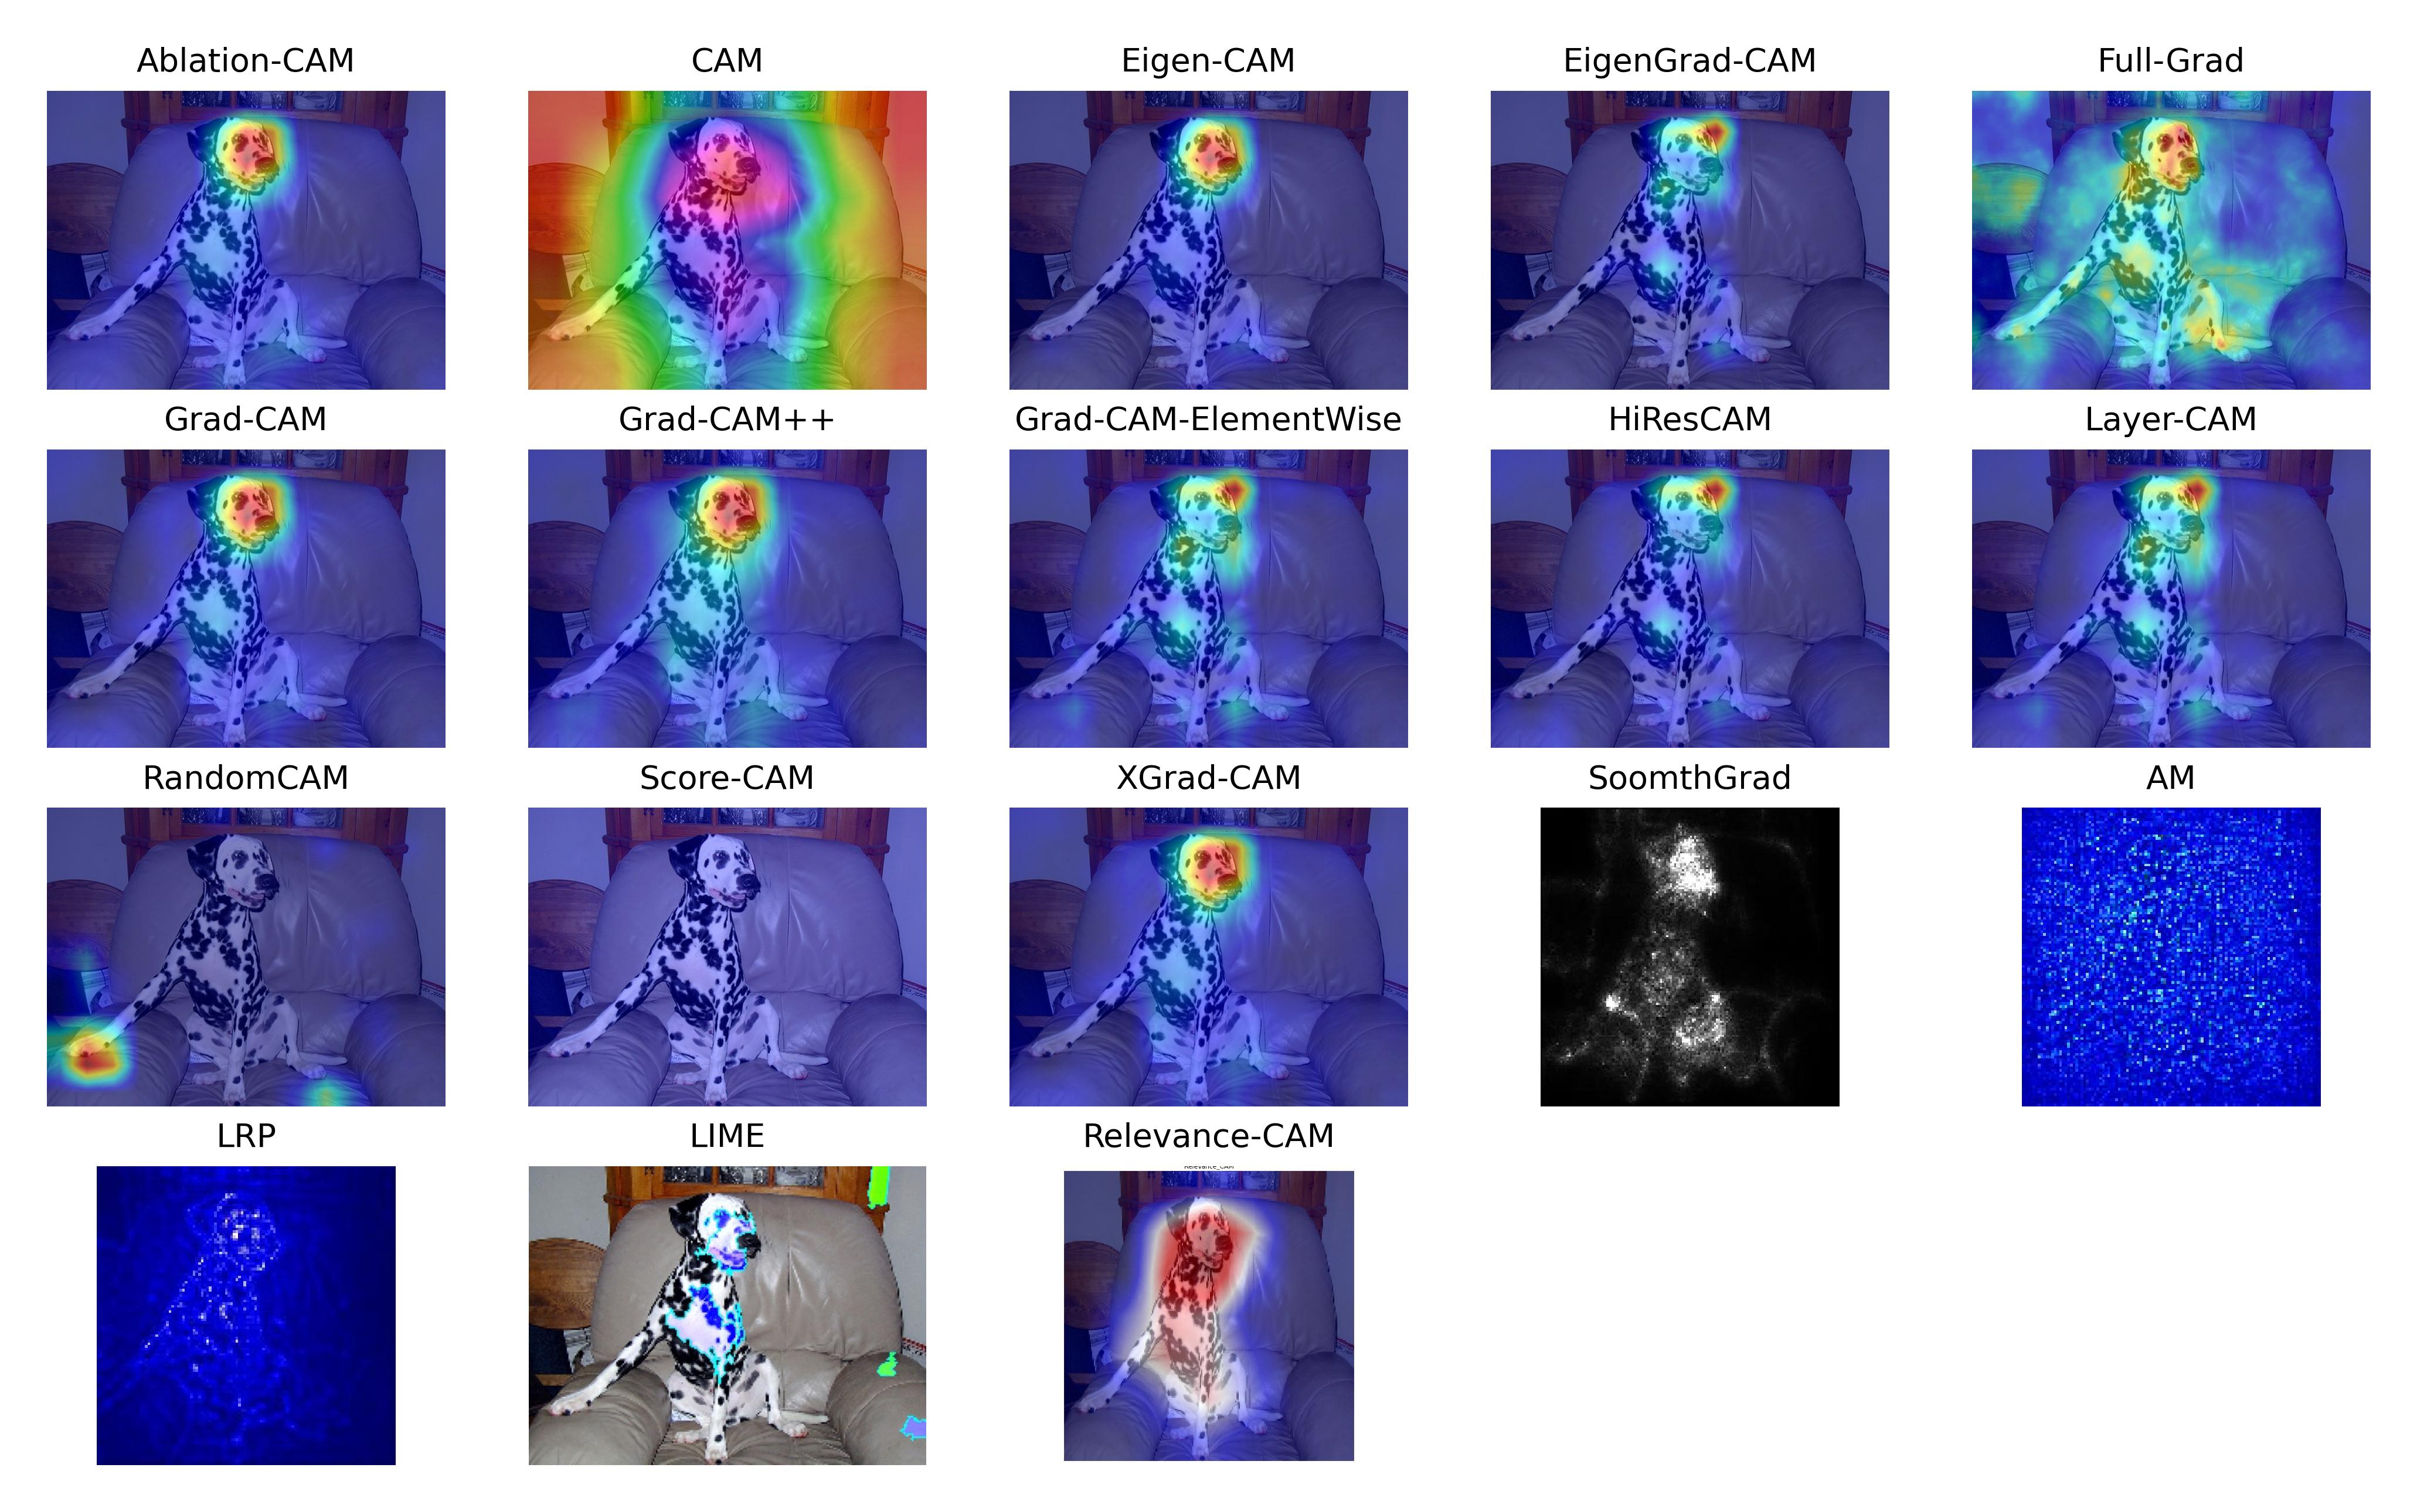 Ablation-CAM
CAM
Eigen-CAM
EigenGrad-CAM
Full-Grad
Grad-CAM
Grad-CAM++
Grad-CAM-ElementWise
HiResCAM
Layer-CAM
RandomCAM
Score-CAM
XGrad-CAM
SoomthGrad
AM
LRP
LIME
Relevance-CAM
Relevance_CAM